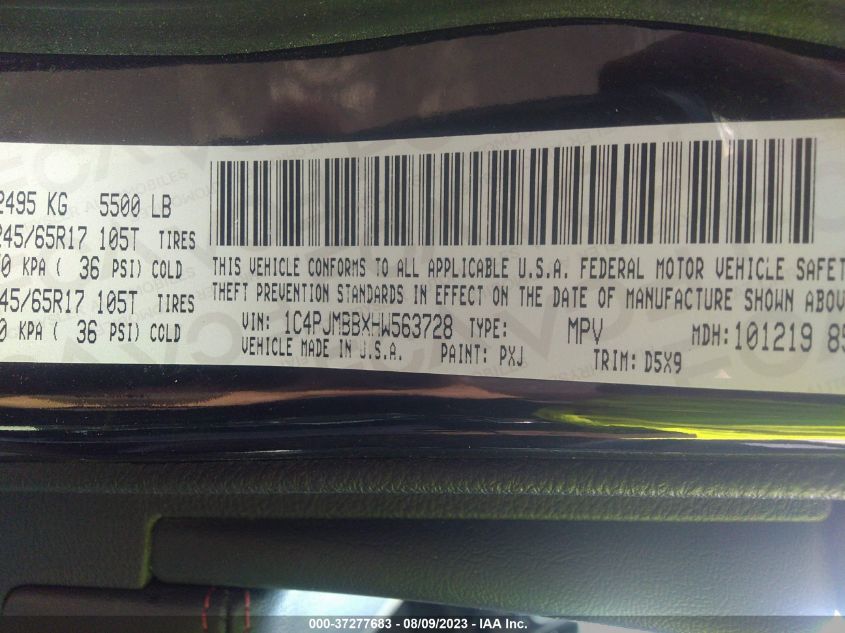 2495 KG 5500 LB
245/65R17 105T TIRES
0 KPA ( 36 PSI) COLD
245/65R17 105T TIRES
0 KPA ( 36 PSI) COLD
THIS VEHICLE CONFORMS TO ALL APPLICABLE U.S.A. FEDERAL MOTOR VEHICLE SAFET
THEFT PREVENTION STANDARDS IN EFFECT ON THE DATE OF MANUFACTURE SHOWN ABOV
VIN: 1C4PJMBBXHW563728 TYPE: MPV MDH: 101219 85
VEHICLE MADE IN U.S.A. PAINT: PXJ TRIM: D5X9
000-37277683 - 08/09/2023 - IAA Inc.